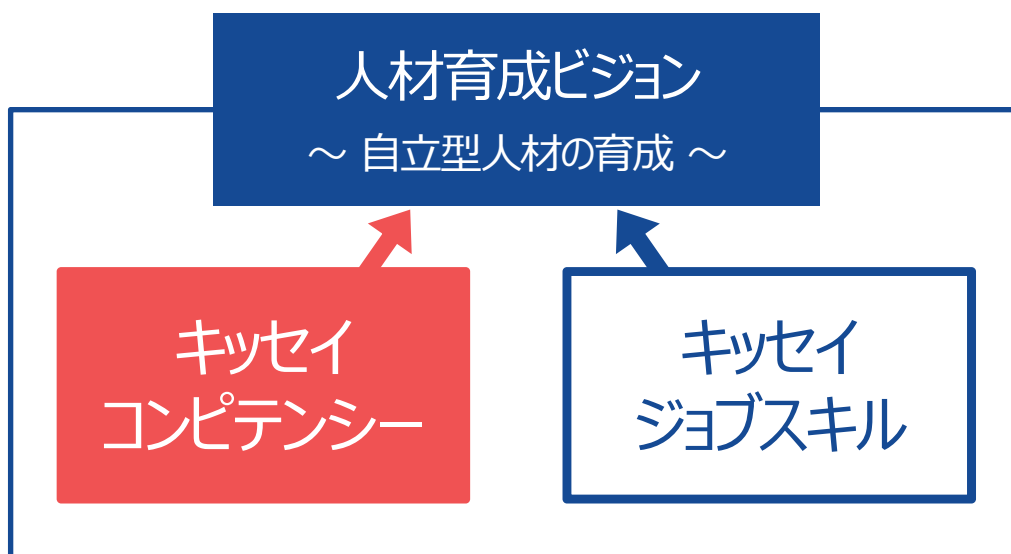 人材育成ビジョン
～ 自立型人材の育成 ～
キッセイ
コンピテンシー
キッセイ
ジョブスキル